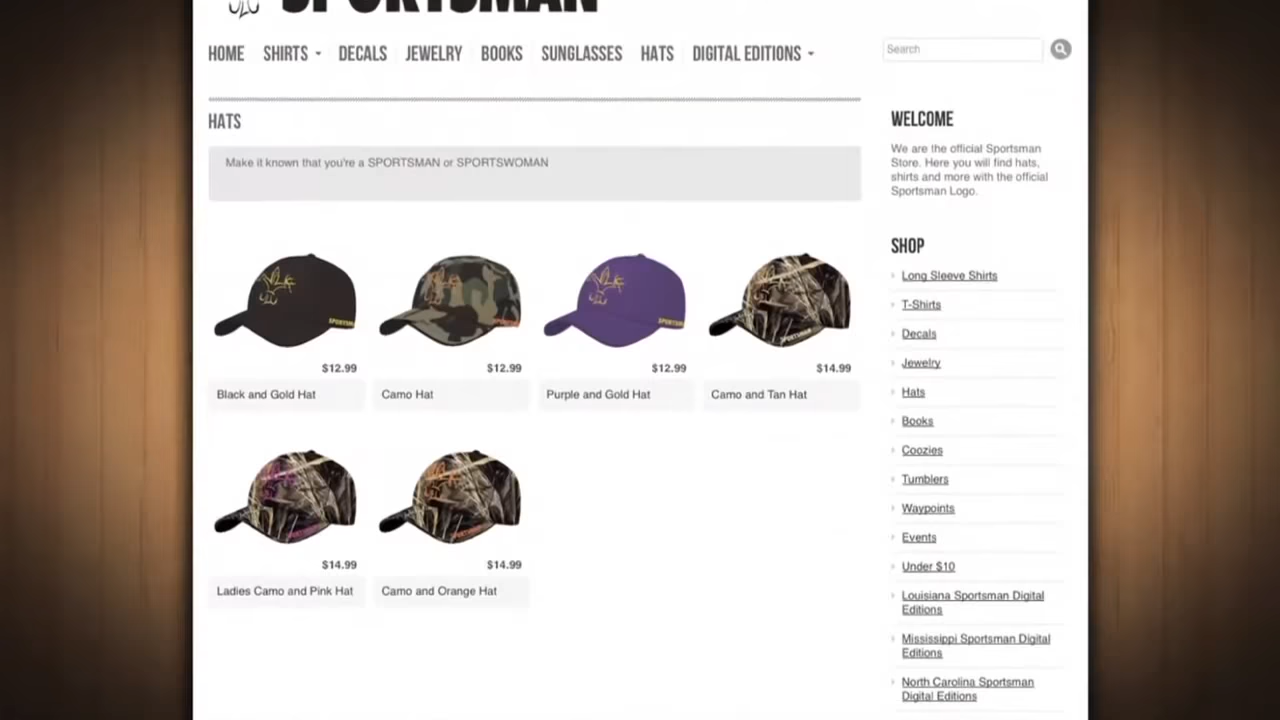 SPORTSMAN
HOME SHIRTS DECALS JEWELRY BOOKS SUNGLASSES HATS DIGITAL EDITIONS
Search
HATS
Make it known that you're a SPORTSMAN or SPORTSWOMAN
$12.99
Black and Gold Hat
$12.99
Camo Hat
$12.99
Purple and Gold Hat
$14.99
Camo and Tan Hat
$14.99
Ladies Camo and Pink Hat
$14.99
Camo and Orange Hat
WELCOME
We are the official Sportsman
Store. Here you will find hats,
shirts and more with the official
Sportsman Logo.
SHOP
Long Sleeve Shirts
T-Shirts
Decals
Jewelry
Hats
Books
Coozies
Tumblers
Waypoints
Events
Under $10
Louisiana Sportsman Digital
Editions
Mississippi Sportsman Digital
Editions
North Carolina Sportsman
Digital Editions